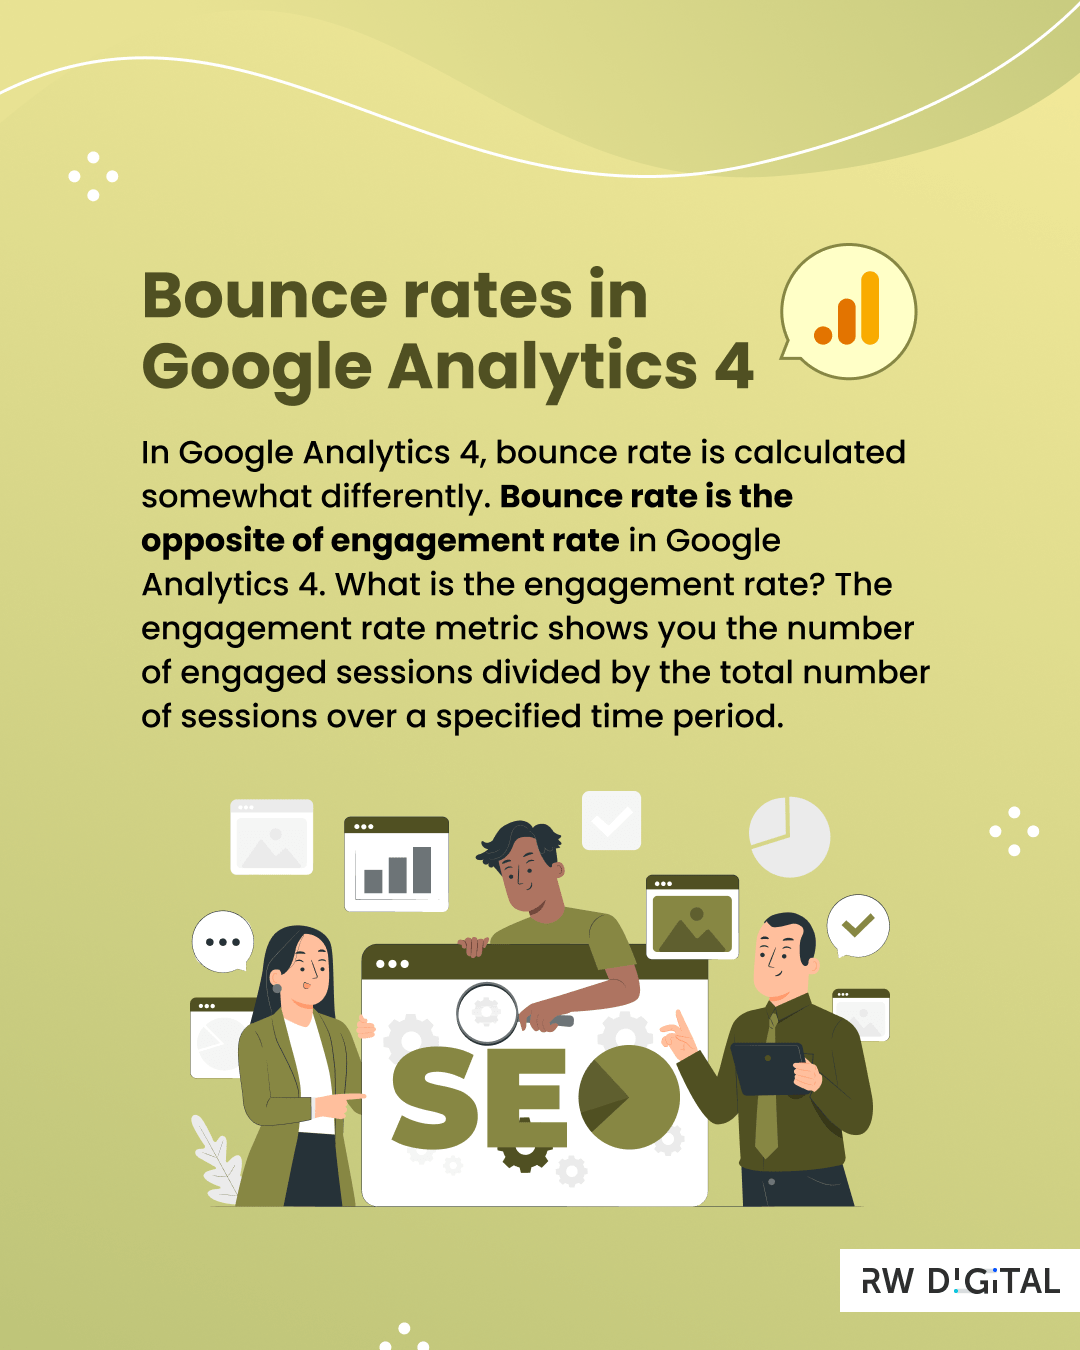 Bounce rates in
Google Analytics 4
In Google Analytics 4, bounce rate is calculated
somewhat differently. Bounce rate is the
opposite of engagement rate in Google
Analytics 4. What is the engagement rate? The
engagement rate metric shows you the number
of engaged sessions divided by the total number
of sessions over a specified time period.
SEO
RW DIGITAL